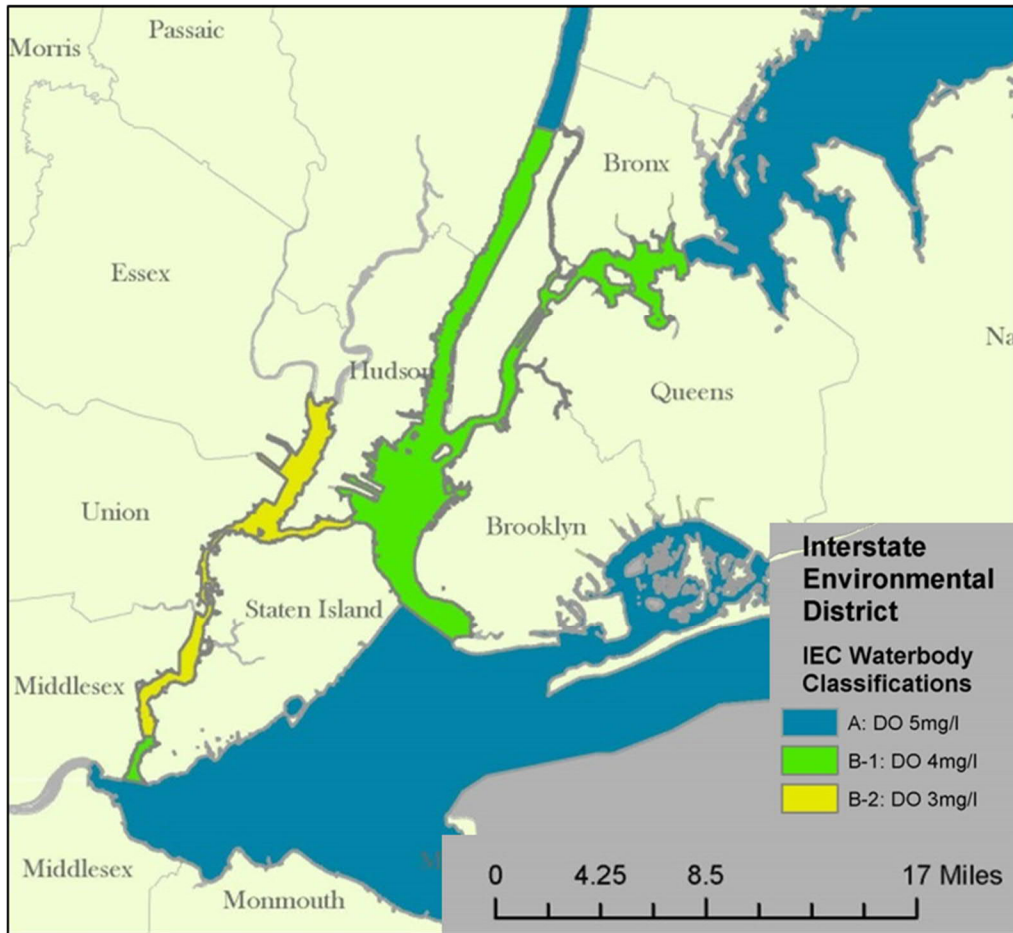 Passaic
Morris
Bronx
Essex
Hudson
Na
Queens
Union
Brooklyn
Staten Island
Middlesex
Middlesex
Monmouth
Interstate
Environmental
District
IEC Waterbody
Classifications
A: DO 5mg/l
B-1: DO 4mg/l
B-2: DO 3mg/l
0 4.25 8.5 17 Miles